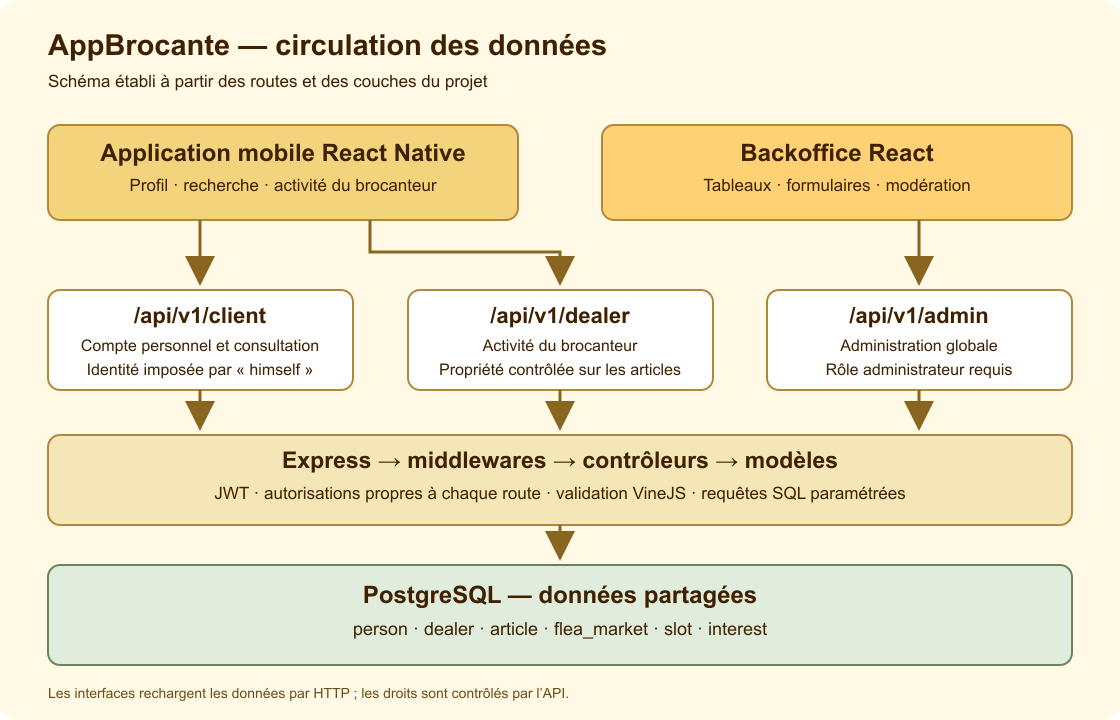 AppBrocante — circulation des données
Schéma établi à partir des routes et des couches du projet
Application mobile React Native
Profil · recherche · activité du brocanteur
Backoffice React
Tableaux · formulaires · modération
/api/v1/client
Compte personnel et consultation
Identité imposée par « himself »
/api/v1/dealer
Activité du brocanteur
Propriété contrôlée sur les articles
/api/v1/admin
Administration globale
Rôle administrateur requis
Express → middlewares → contrôleurs → modèles
JWT · autorisations propres à chaque route · validation VineJS · requêtes SQL paramétrées
PostgreSQL — données partagées
person · dealer · article · flea_market · slot · interest
Les interfaces rechargent les données par HTTP ; les droits sont contrôlés par l’API.